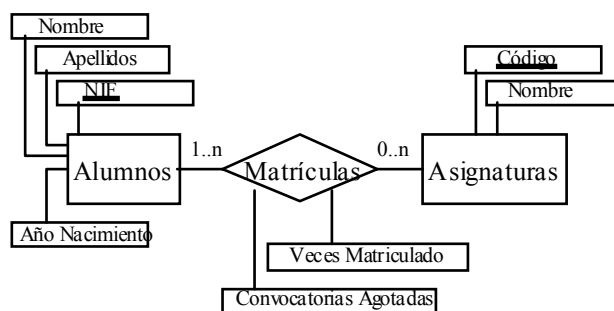 Nombre
Apellidos
NIF
Código
Nombre
Alumnos
1..n
Matrículas
0..n
Asignaturas
Año Nacimiento
Veces Matriculado
Convocatorias Agotadas